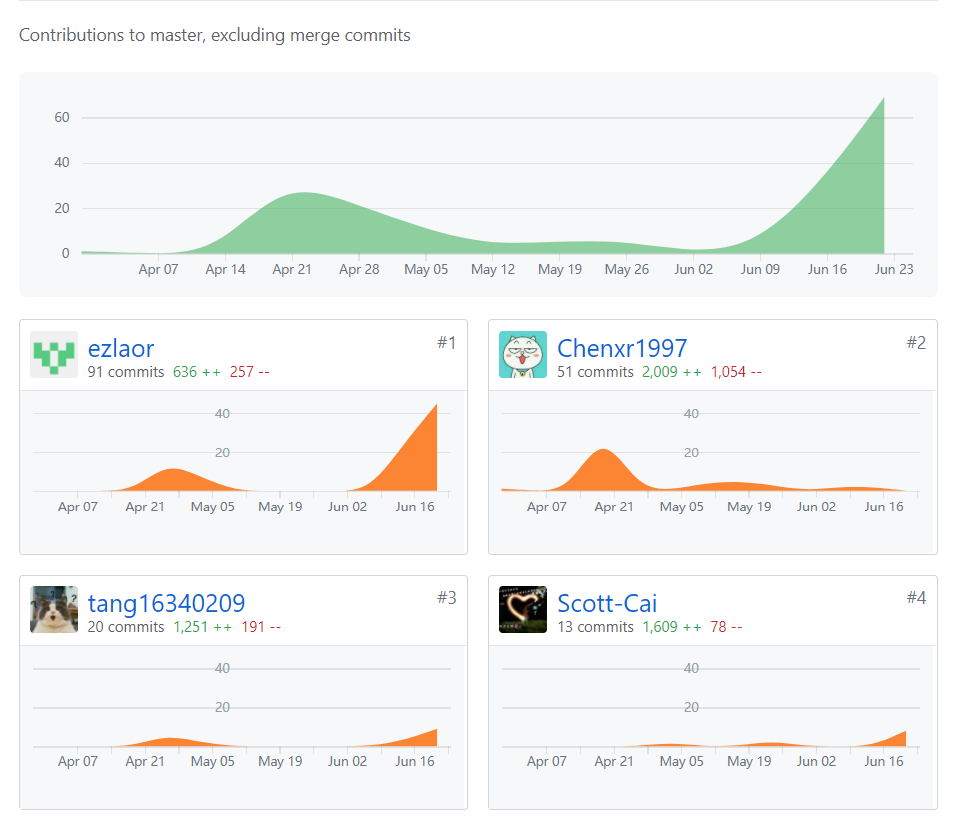 Contributions to master, excluding merge commits
60
40
20
0
Apr 07 Apr 14 Apr 21 Apr 28 May 05 May 12 May 19 May 26 Jun 02 Jun 09 Jun 16 Jun 23
ezlaor #1
91 commits 636 ++ 257 --
40
20
Apr 07 Apr 21 May 05 May 19 Jun 02 Jun 16
Chenxr1997 #2
51 commits 2,009 ++ 1,054 --
40
20
Apr 07 Apr 21 May 05 May 19 Jun 02 Jun 16
tang16340209 #3
20 commits 1,251 ++ 191 --
40
20
Apr 07 Apr 21 May 05 May 19 Jun 02 Jun 16
Scott-Cai #4
13 commits 1,609 ++ 78 --
40
20
Apr 07 Apr 21 May 05 May 19 Jun 02 Jun 16